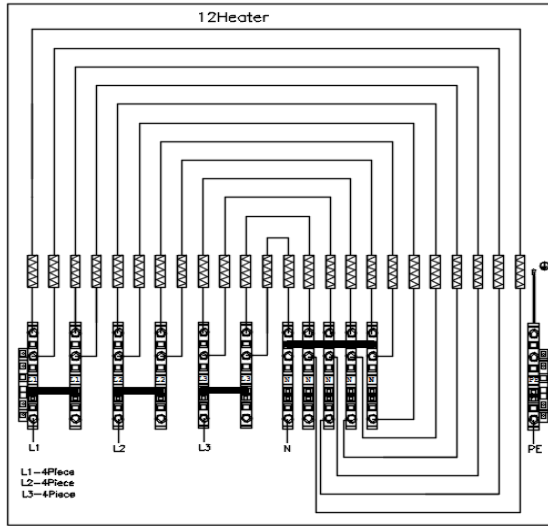 12Heater
L1 L2 L3 N PE
L1-4Piece
L2-4Piece
L3-4Piece